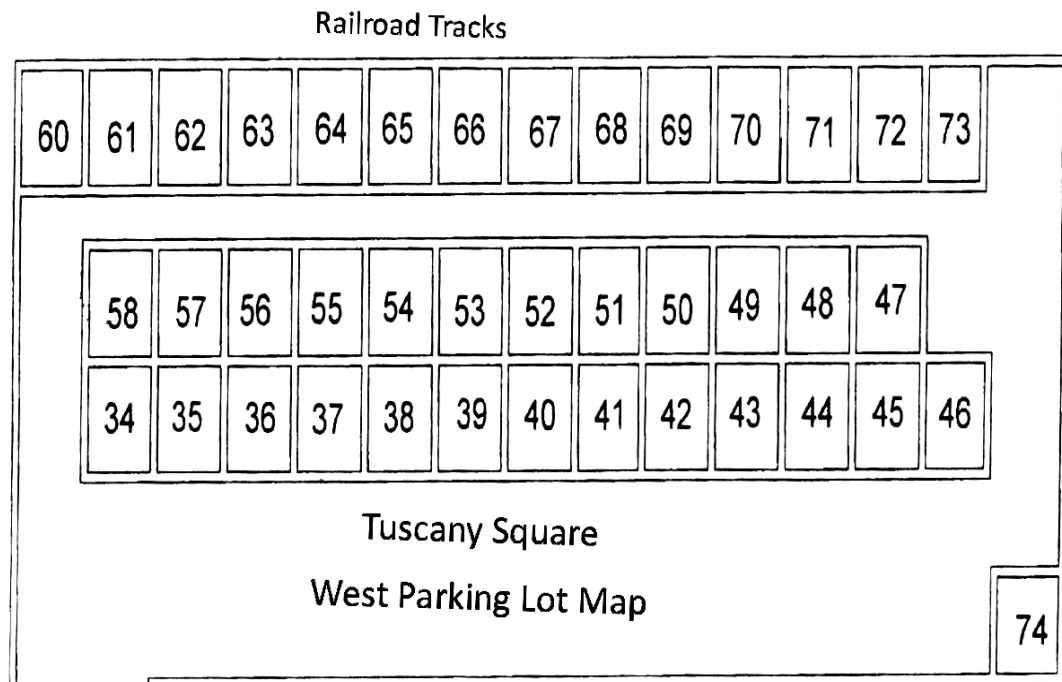 Railroad Tracks
60 61 62 63 64 65 66 67 68 69 70 71 72 73
58 57 56 55 54 53 52 51 50 49 48 47
34 35 36 37 38 39 40 41 42 43 44 45 46
Tuscany Square
West Parking Lot Map
74